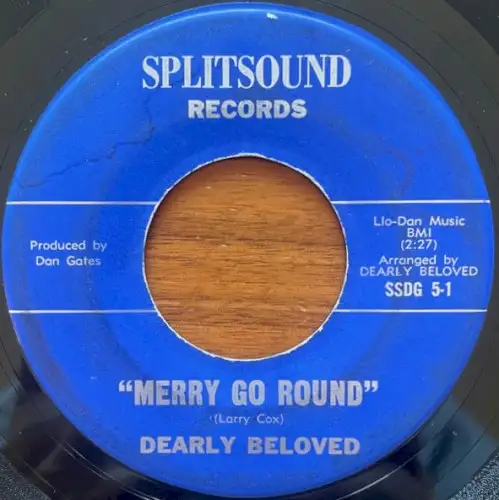 SPLITSOUND
RECORDS
Produced by
Dan Gates
Llo-Dan Music
BMI
(2:27)
Arranged by
DEARLY BELOVED
SSDG 5-1
"MERRY GO ROUND"
(Larry Cox)
DEARLY BELOVED